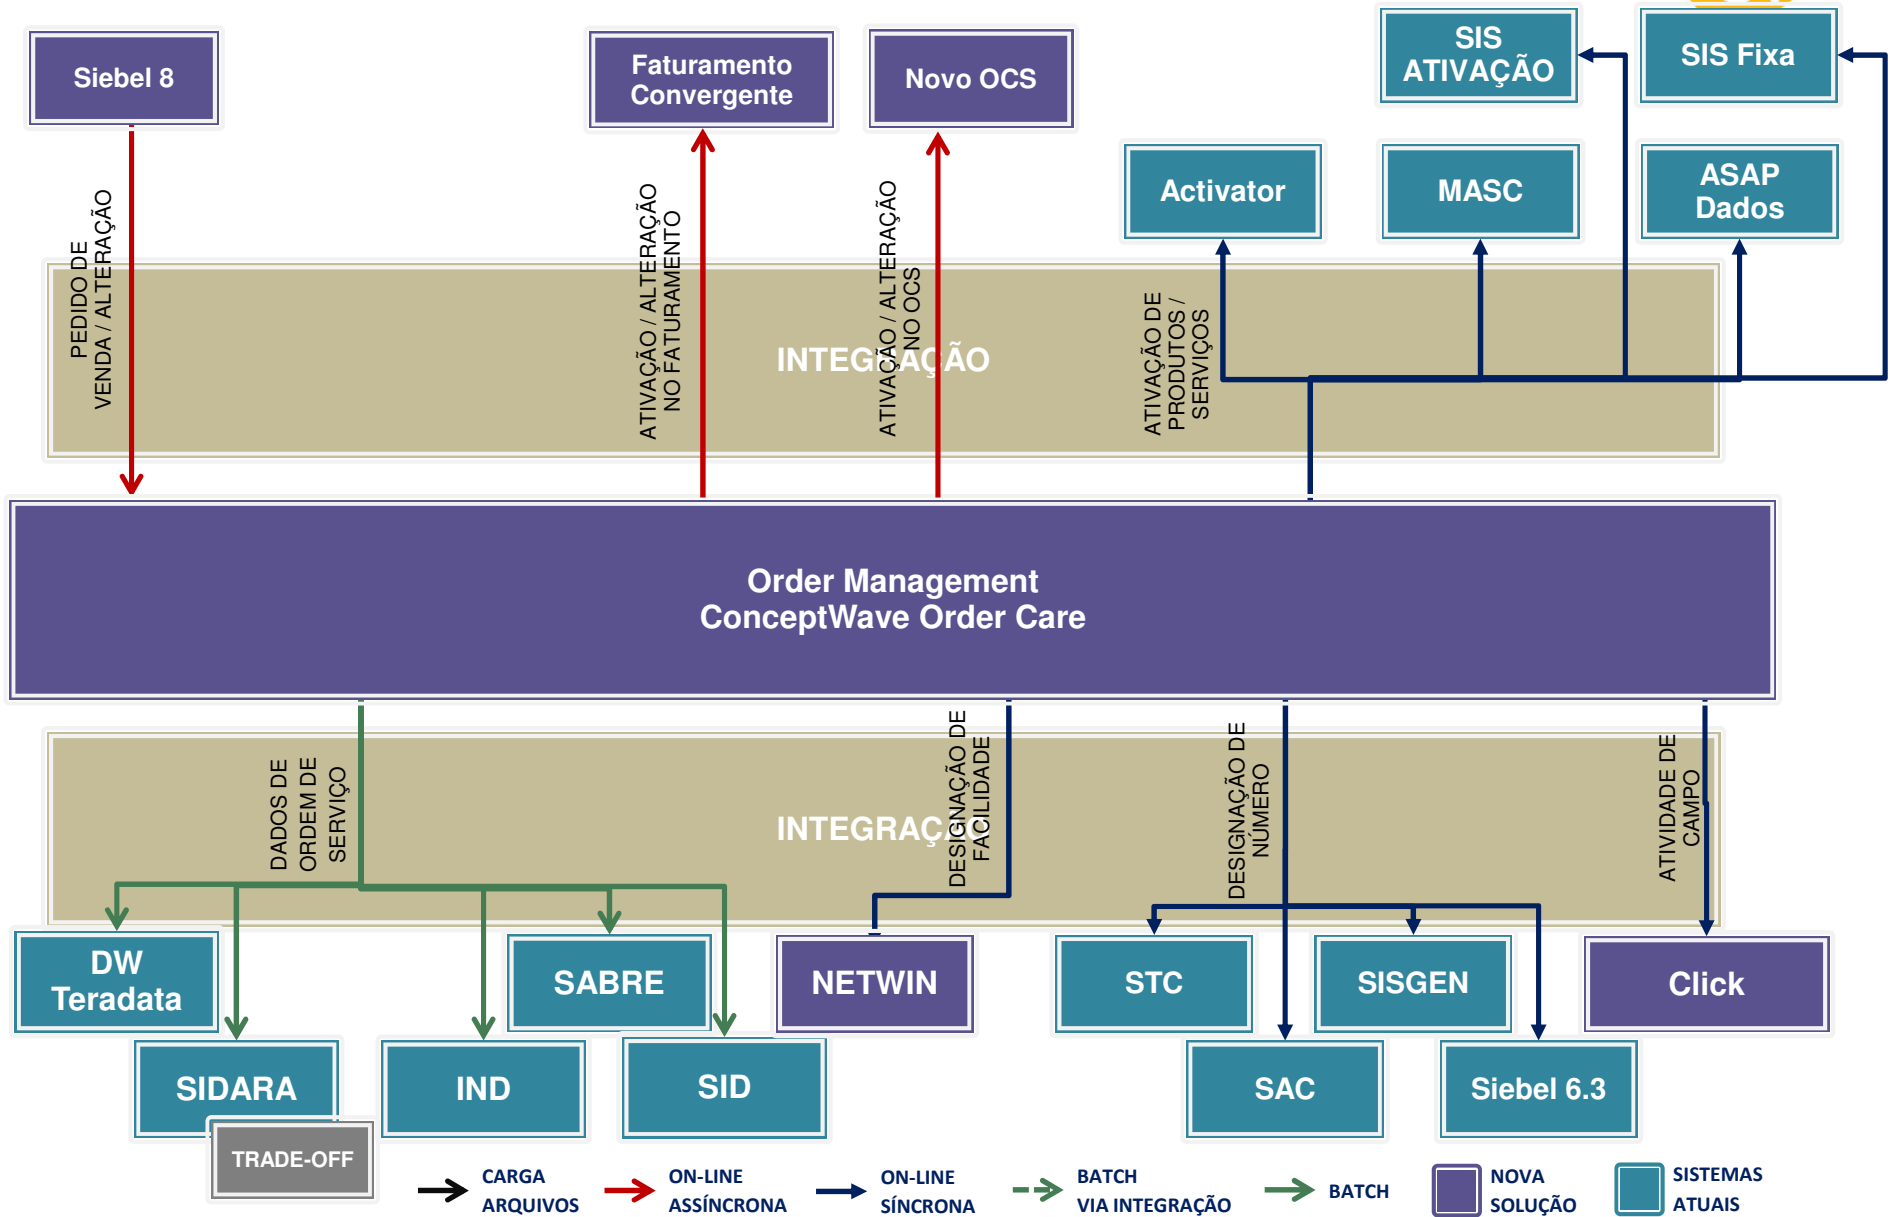 Siebel 8
Faturamento
Convergente
Novo OCS
SIS
ATIVAÇÃO
SIS Fixa
Activator
MASC
ASAP
Dados
PEDIDO DE
VENDA / ALTERAÇÃO
ATIVAÇÃO / ALTERAÇÃO
NO FATURAMENTO
ATIVAÇÃO / ALTERAÇÃO
NO OCS
ATIVAÇÃO DE
PRODUTOS /
SERVIÇOS
INTEGRAÇÃO
Order Management
ConceptWave Order Care
DADOS DE
ORDEM DE
SERVIÇO
INTEGRAÇÃO
DESIGNAÇÃO DE
FACILIDADE
DESIGNAÇÃO DE
NÚMERO
ATIVIDADE DE
CAMPO
DW
Teradata
SABRE
NETWIN
STC
SISGEN
Click
SIDARA
IND
SID
SAC
Siebel 6.3
TRADE-OFF
CARGA
ARQUIVOS
ON-LINE
ASSÍNCRONA
ON-LINE
SÍNCRONA
BATCH
VIA INTEGRAÇÃO
BATCH
NOVA
SOLUÇÃO
SISTEMAS
ATUAIS